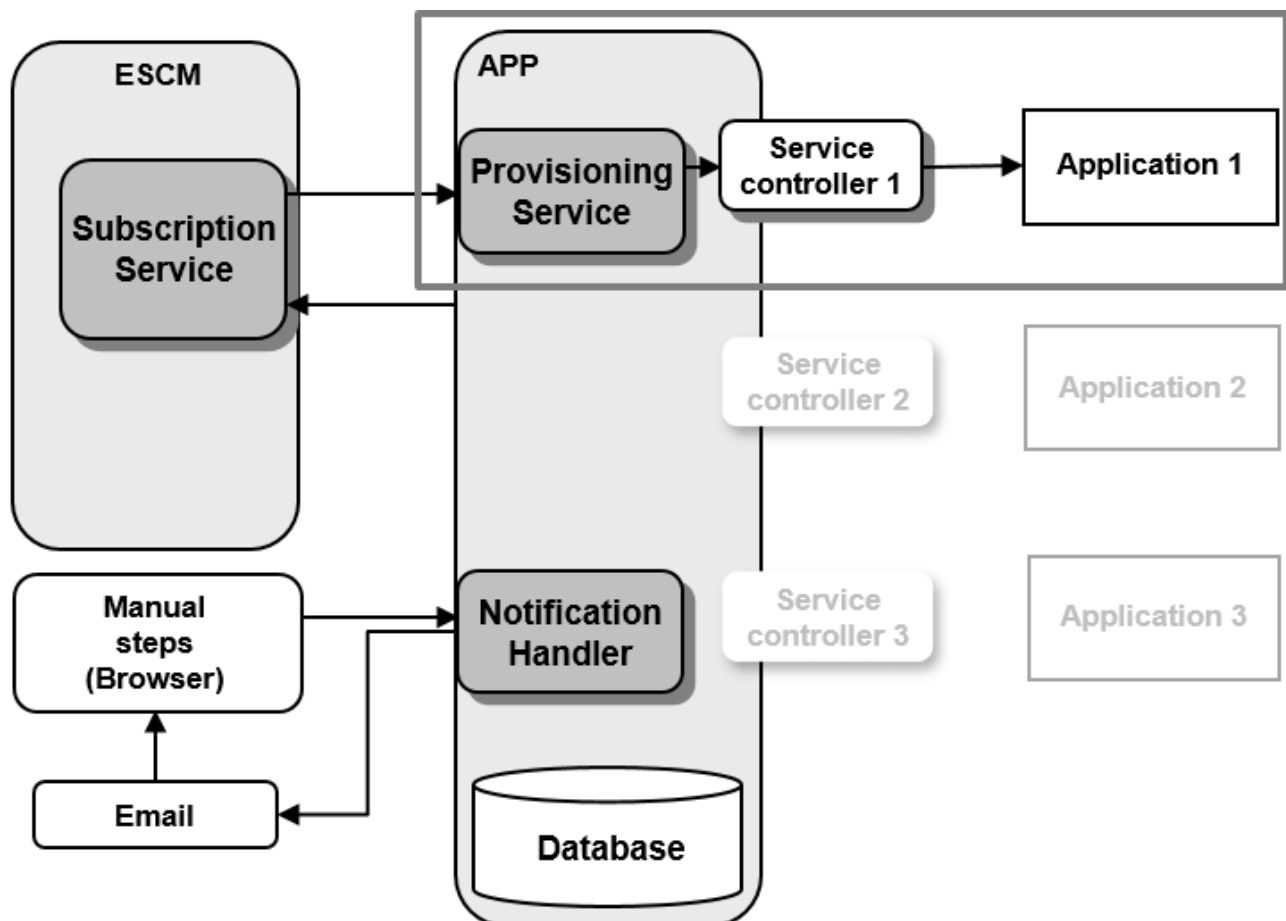 ESCM
APP
Subscription
Service
Provisioning
Service
Service
controller 1
Application 1
Service
controller 2
Application 2
Manual
steps
(Browser)
Notification
Handler
Service
controller 3
Application 3
Email
Database